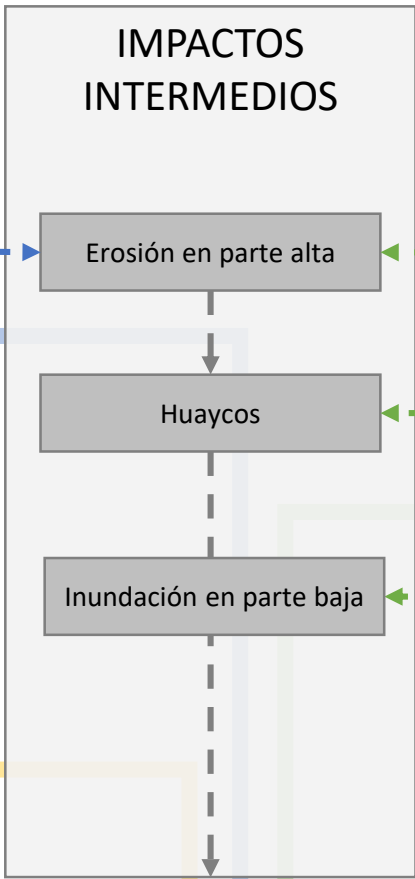 IMPACTOS
INTERMEDIOS
Erosión en parte alta
Huaycos
Inundación en parte baja